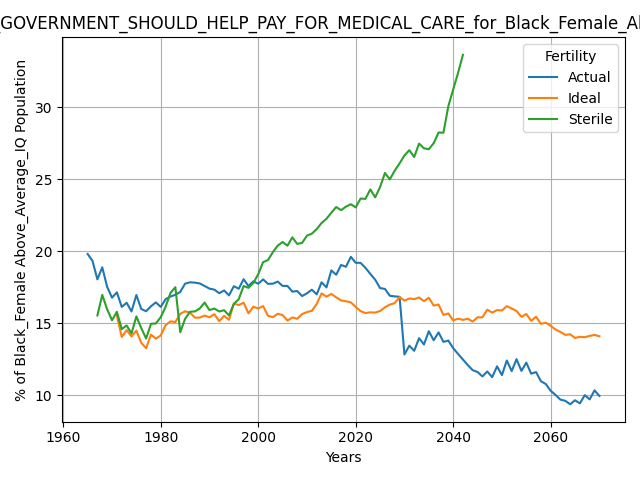 _GOVERNMENT_SHOULD_HELP_PAY_FOR_MEDICAL_CARE_for_Black_Female_A
Fertility
Actual
Ideal
Sterile
% of Black_Female Above_Average_IQ Population
30
25
20
15
10
1960
1980
2000
2020
2040
2060
Years